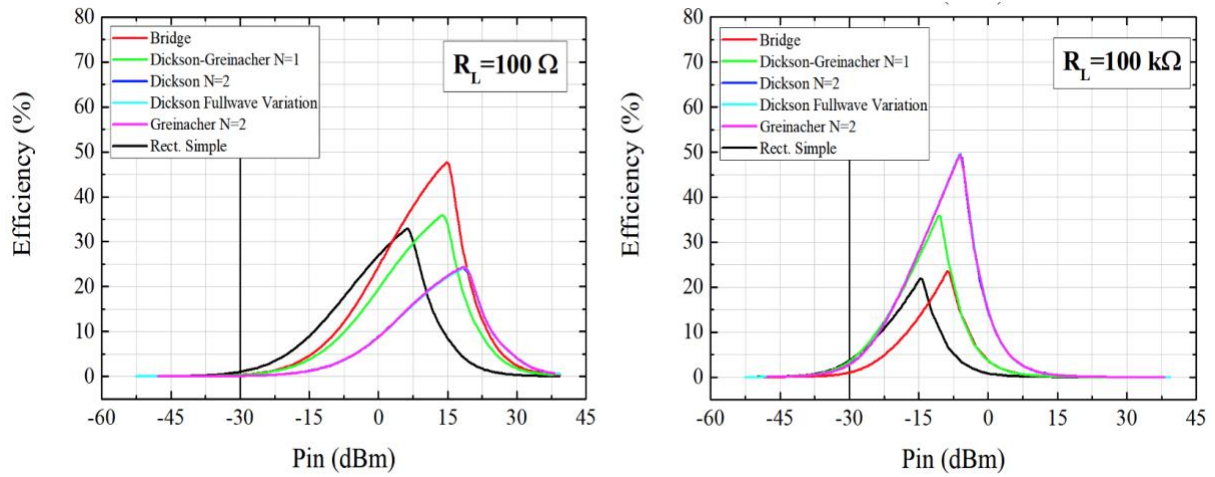 80
70
60
50
40
30
20
10
0
Efficiency (%)
Bridge
Dickson-Greinacher N=1
Dickson N=2
Dickson Fullwave Variation
Greinacher N=2
Rect. Simple
R_L=100 Ω
-60 -45 -30 -15 0 15 30 45
Pin (dBm)
80
70
60
50
40
30
20
10
0
Efficiency (%)
Bridge
Dickson-Greinacher N=1
Dickson N=2
Dickson Fullwave Variation
Greinacher N=2
Rect. Simple
R_L=100 kΩ
-60 -45 -30 -15 0 15 30 45
Pin (dBm)